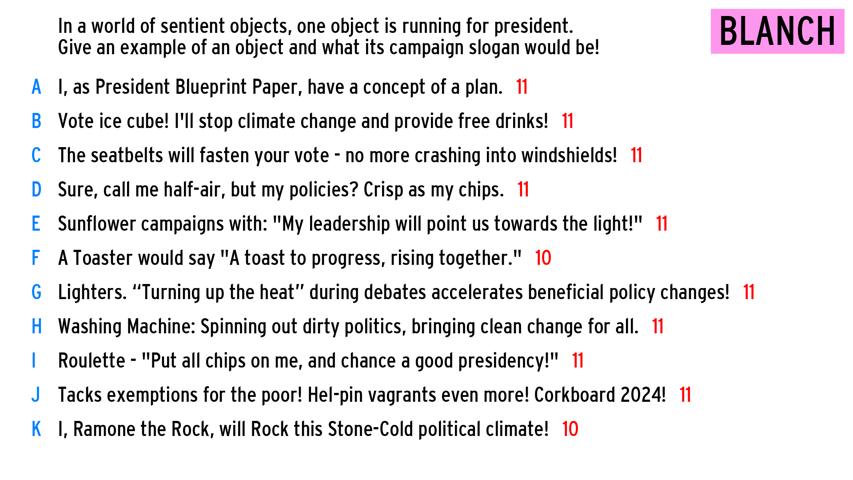 In a world of sentient objects, one object is running for president.
Give an example of an object and what its campaign slogan would be!
BLANCH
A I, as President Blueprint Paper, have a concept of a plan. 11
B Vote ice cube! I'll stop climate change and provide free drinks! 11
C The seatbelts will fasten your vote - no more crashing into windshields! 11
D Sure, call me half-air, but my policies? Crisp as my chips. 11
E Sunflower campaigns with: "My leadership will point us towards the light!" 11
F A Toaster would say "A toast to progress, rising together." 10
G Lighters. “Turning up the heat” during debates accelerates beneficial policy changes! 11
H Washing Machine: Spinning out dirty politics, bringing clean change for all. 11
I Roulette - "Put all chips on me, and chance a good presidency!" 11
J Tacks exemptions for the poor! Hel-pin vagrants even more! Corkboard 2024! 11
K I, Ramone the Rock, will Rock this Stone-Cold political climate! 10